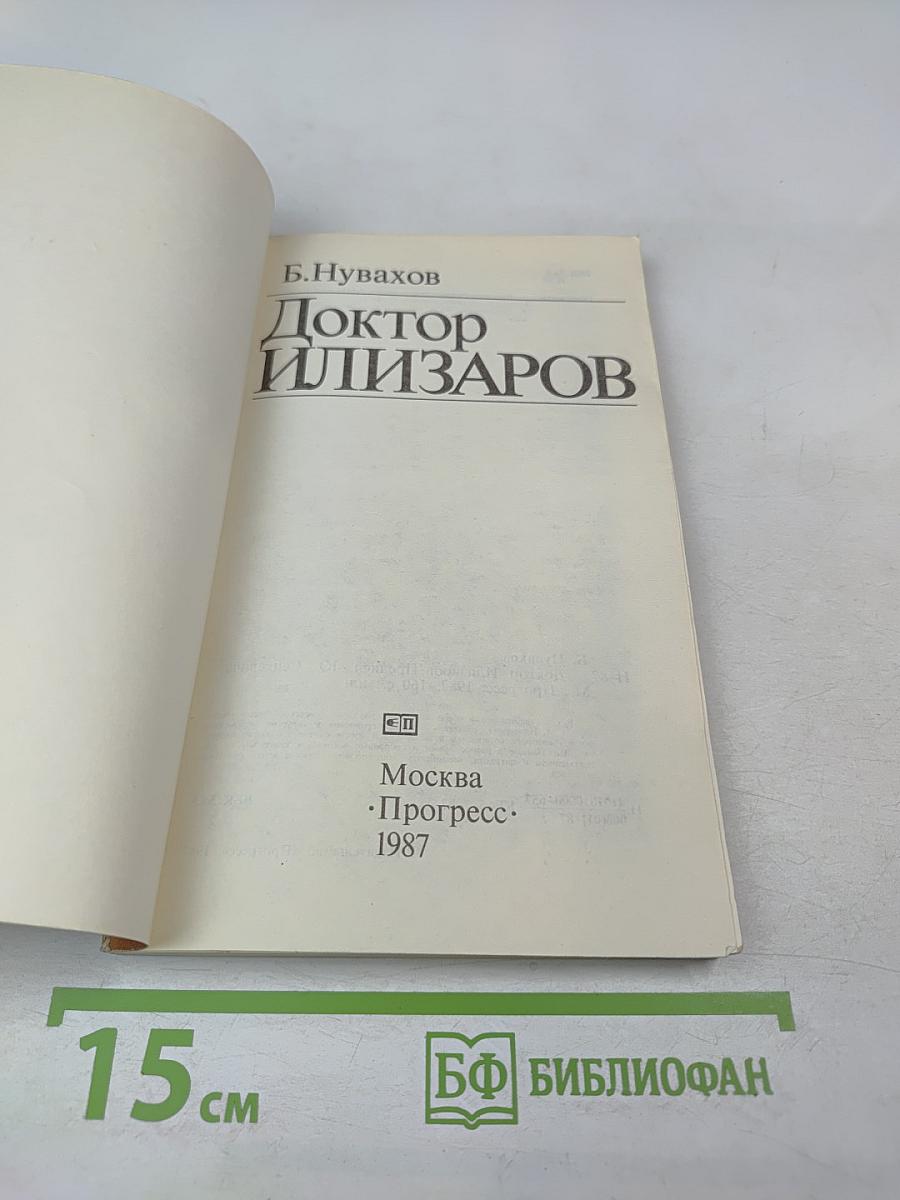 Б.Нувахов
Доктор
ИЛИЗАРОВ
Москва
·Прогресс·
1987
15 см
БФ БИБЛИОФАН